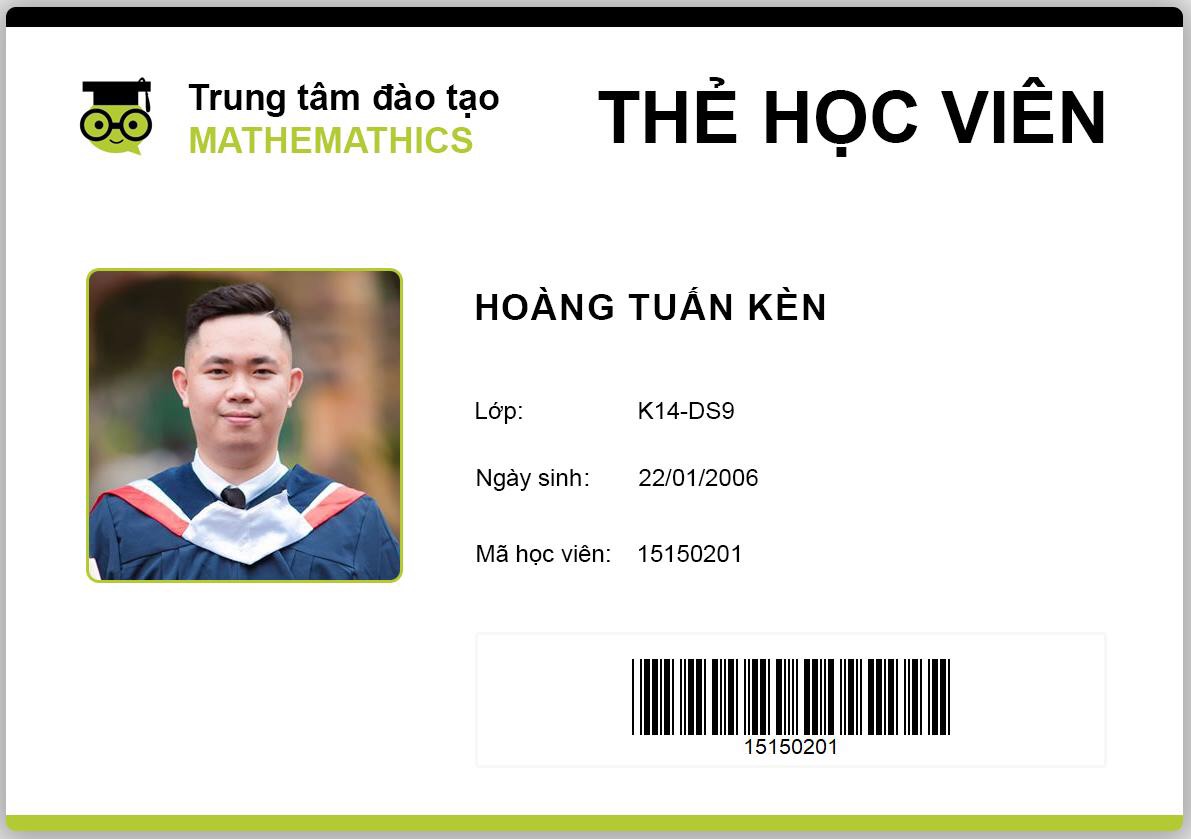 Trung tâm đào tạo
MATHEMATHICS
THẺ HỌC VIÊN
HOÀNG TUẤN KÈN
Lớp: K14-DS9
Ngày sinh: 22/01/2006
Mã học viên: 15150201
15150201